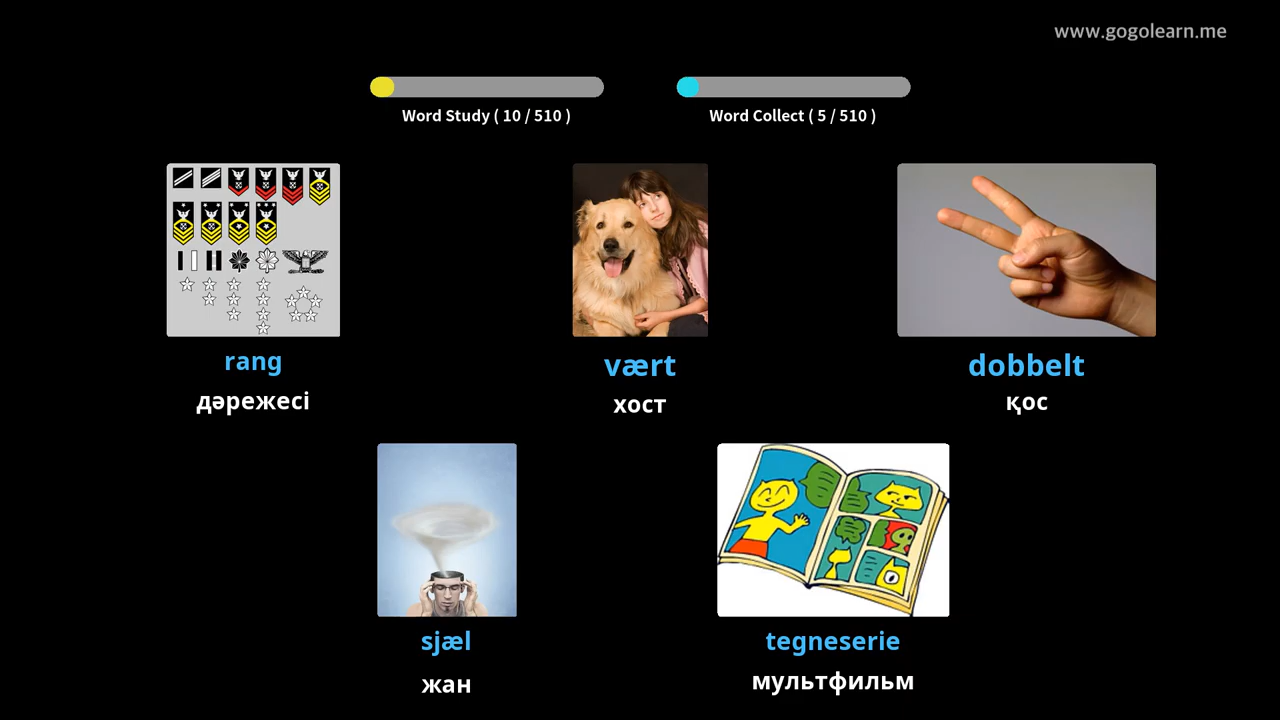 www.gogolearn.me
Word Study ( 10 / 510 )
Word Collect ( 5 / 510 )
rang
дәрежесі
vært
хост
dobbelt
қос
sjæl
жан
tegneserie
мультфильм